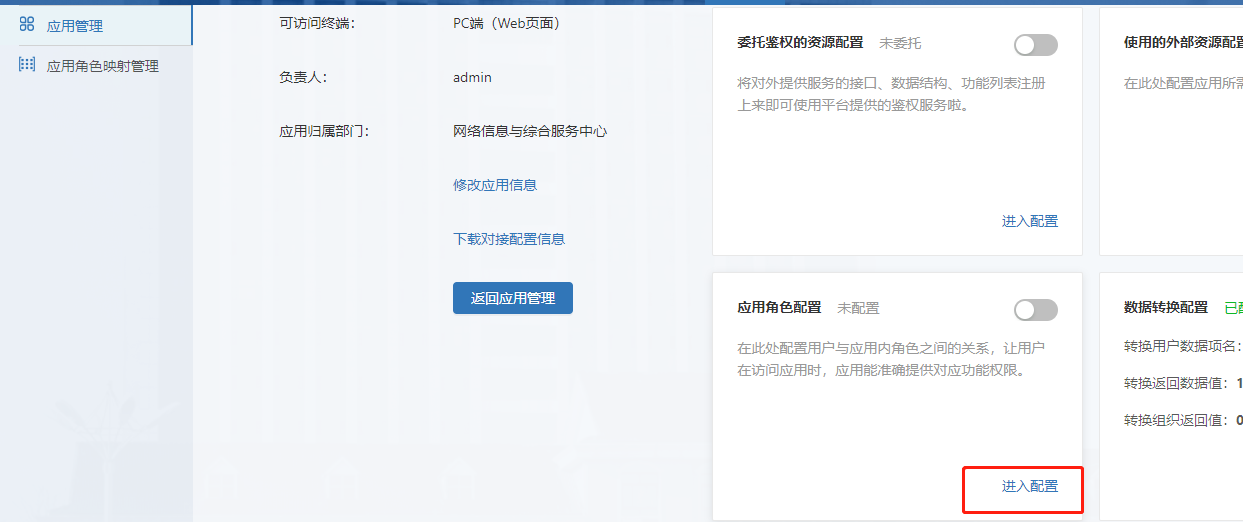 应用管理
应用角色映射管理
可访问终端：
PC端（Web页面）
负责人：
admin
应用归属部门：
网络信息与综合服务中心
修改应用信息
下载对接配置信息
返回应用管理
委托鉴权的资源配置 未委托
将对外提供服务的接口、数据结构、功能列表注册
上来即可使用平台提供的鉴权服务啦。
进入配置
使用的外部资源配
在此处配置应用所
应用角色配置 未配置
在此处配置用户与应用内角色之间的关系，让用户
在访问应用时，应用能准确提供对应功能权限。
进入配置
数据转换配置 已
转换用户数据项名：
转换返回数据值：1
转换组织返回值：0